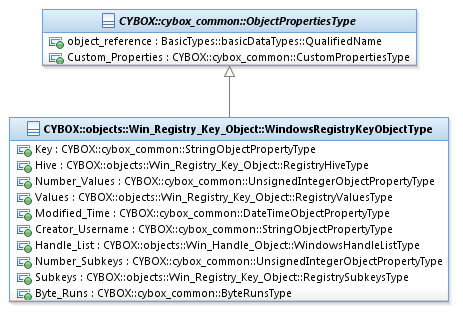 CYBOX::cybox_common::ObjectPropertiesType
object_reference : BasicTypes::basicDataTypes::QualifiedName
Custom_Properties : CYBOX::cybox_common::CustomPropertiesType
CYBOX::objects::Win_Registry_Key_Object::WindowsRegistryKeyObjectType
Key : CYBOX::cybox_common::StringObjectPropertyType
Hive : CYBOX::objects::Win_Registry_Key_Object::RegistryHiveType
Number_Values : CYBOX::cybox_common::UnsignedIntegerObjectPropertyType
Values : CYBOX::objects::Win_Registry_Key_Object::RegistryValuesType
Modified_Time : CYBOX::cybox_common::DateTimeObjectPropertyType
Creator_Username : CYBOX::cybox_common::StringObjectPropertyType
Handle_List : CYBOX::objects::Win_Handle_Object::WindowsHandleListType
Number_Subkeys : CYBOX::cybox_common::UnsignedIntegerObjectPropertyType
Subkeys : CYBOX::objects::Win_Registry_Key_Object::RegistrySubkeysType
Byte_Runs : CYBOX::cybox_common::ByteRunsType